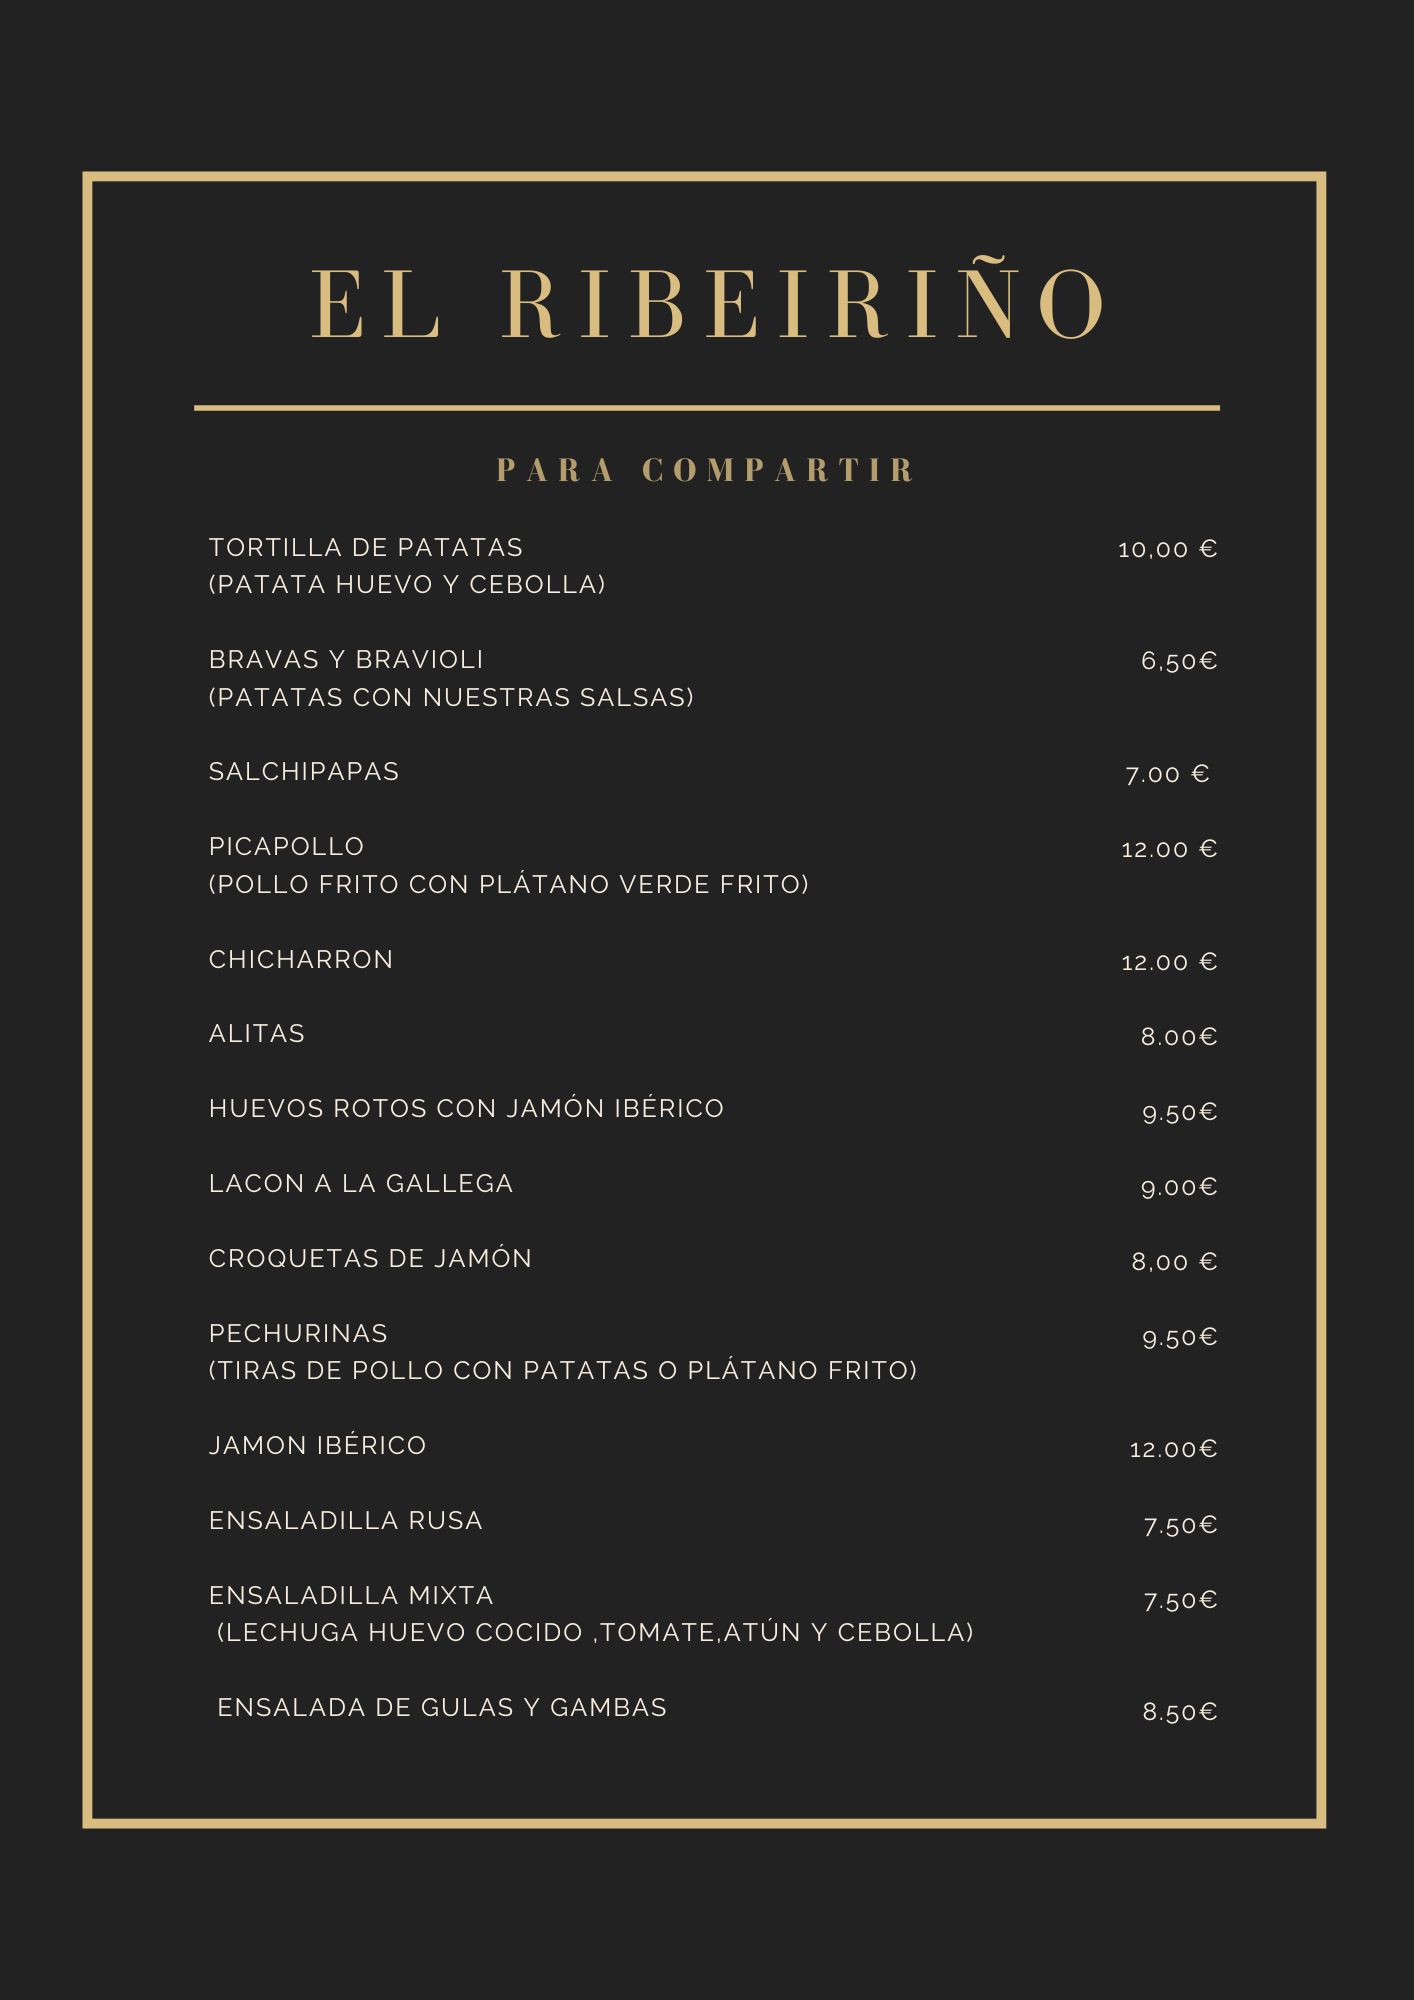 EL RIBEIRIÑO
PARA COMPARTIR
TORTILLA DE PATATAS 10,00 €
(PATATA HUEVO Y CEBOLLA)
BRAVAS Y BRAVIOLI 6,50€
(PATATAS CON NUESTRAS SALSAS)
SALCHIPAPAS 7.00 €
PICAPOLLO 12.00 €
(POLLO FRITO CON PLÁTANO VERDE FRITO)
CHICHARRON 12.00 €
ALITAS 8.00€
HUEVOS ROTOS CON JAMÓN IBÉRICO 9.50€
LACON A LA GALLEGA 9.00€
CROQUETAS DE JAMÓN 8,00 €
PECHURINAS 9.50€
(TIRAS DE POLLO CON PATATAS O PLÁTANO FRITO)
JAMON IBÉRICO 12.00€
ENSALADILLA RUSA 7.50€
ENSALADILLA MIXTA 7.50€
(LECHUGA HUEVO COCIDO ,TOMATE,ATÚN Y CEBOLLA)
ENSALADA DE GULAS Y GAMBAS 8.50€